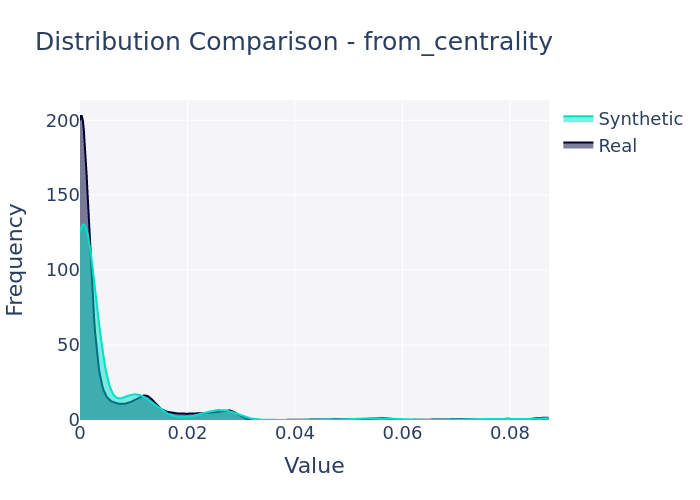 Distribution Comparison - from_centrality
Synthetic
Real
Frequency
200
150
100
50
0
0 0.02 0.04 0.06 0.08
Value